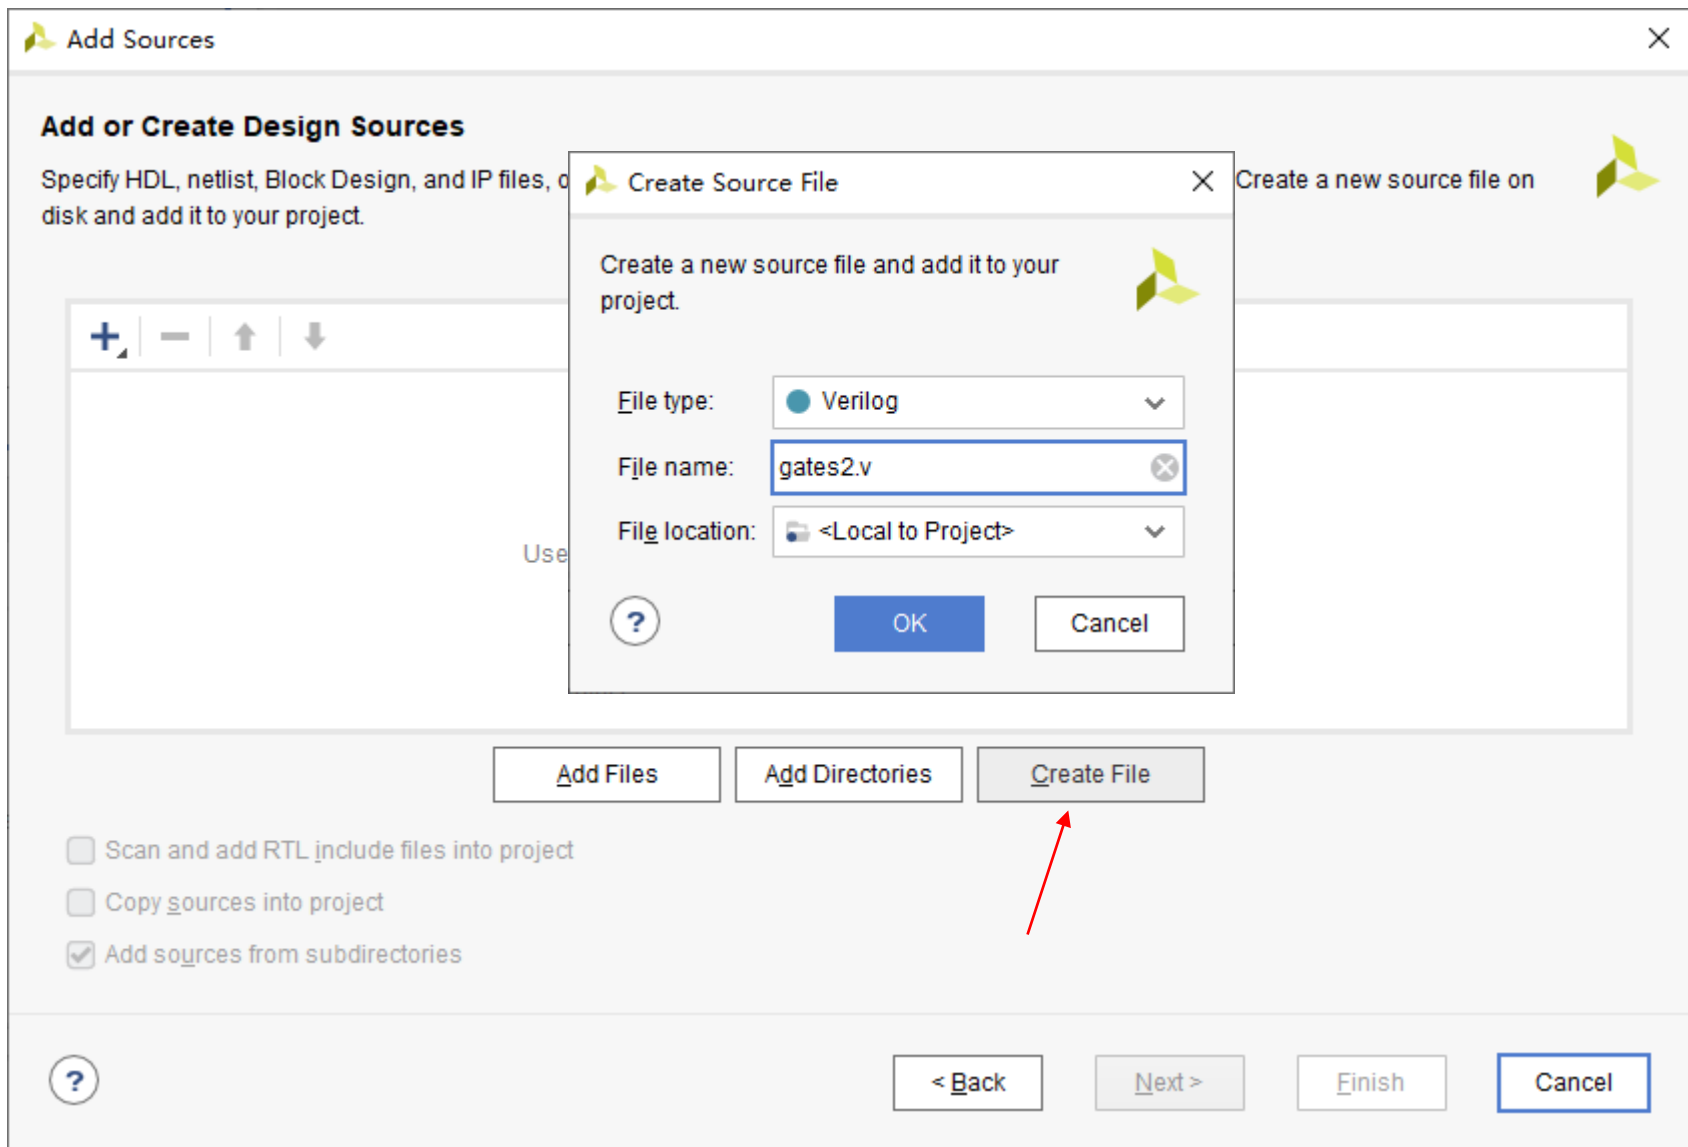 Add Sources
Add or Create Design Sources
Specify HDL, netlist, Block Design, and IP files, o
Create a new source file on
disk and add it to your project.
Create Source File
Create a new source file and add it to your
project.
File type:
Verilog
File name:
gates2.v
File location:
<Local to Project>
Use
?
OK
Cancel
Add Files
Add Directories
Create File
Scan and add RTL include files into project
Copy sources into project
Add sources from subdirectories
?
< Back
Next >
Finish
Cancel